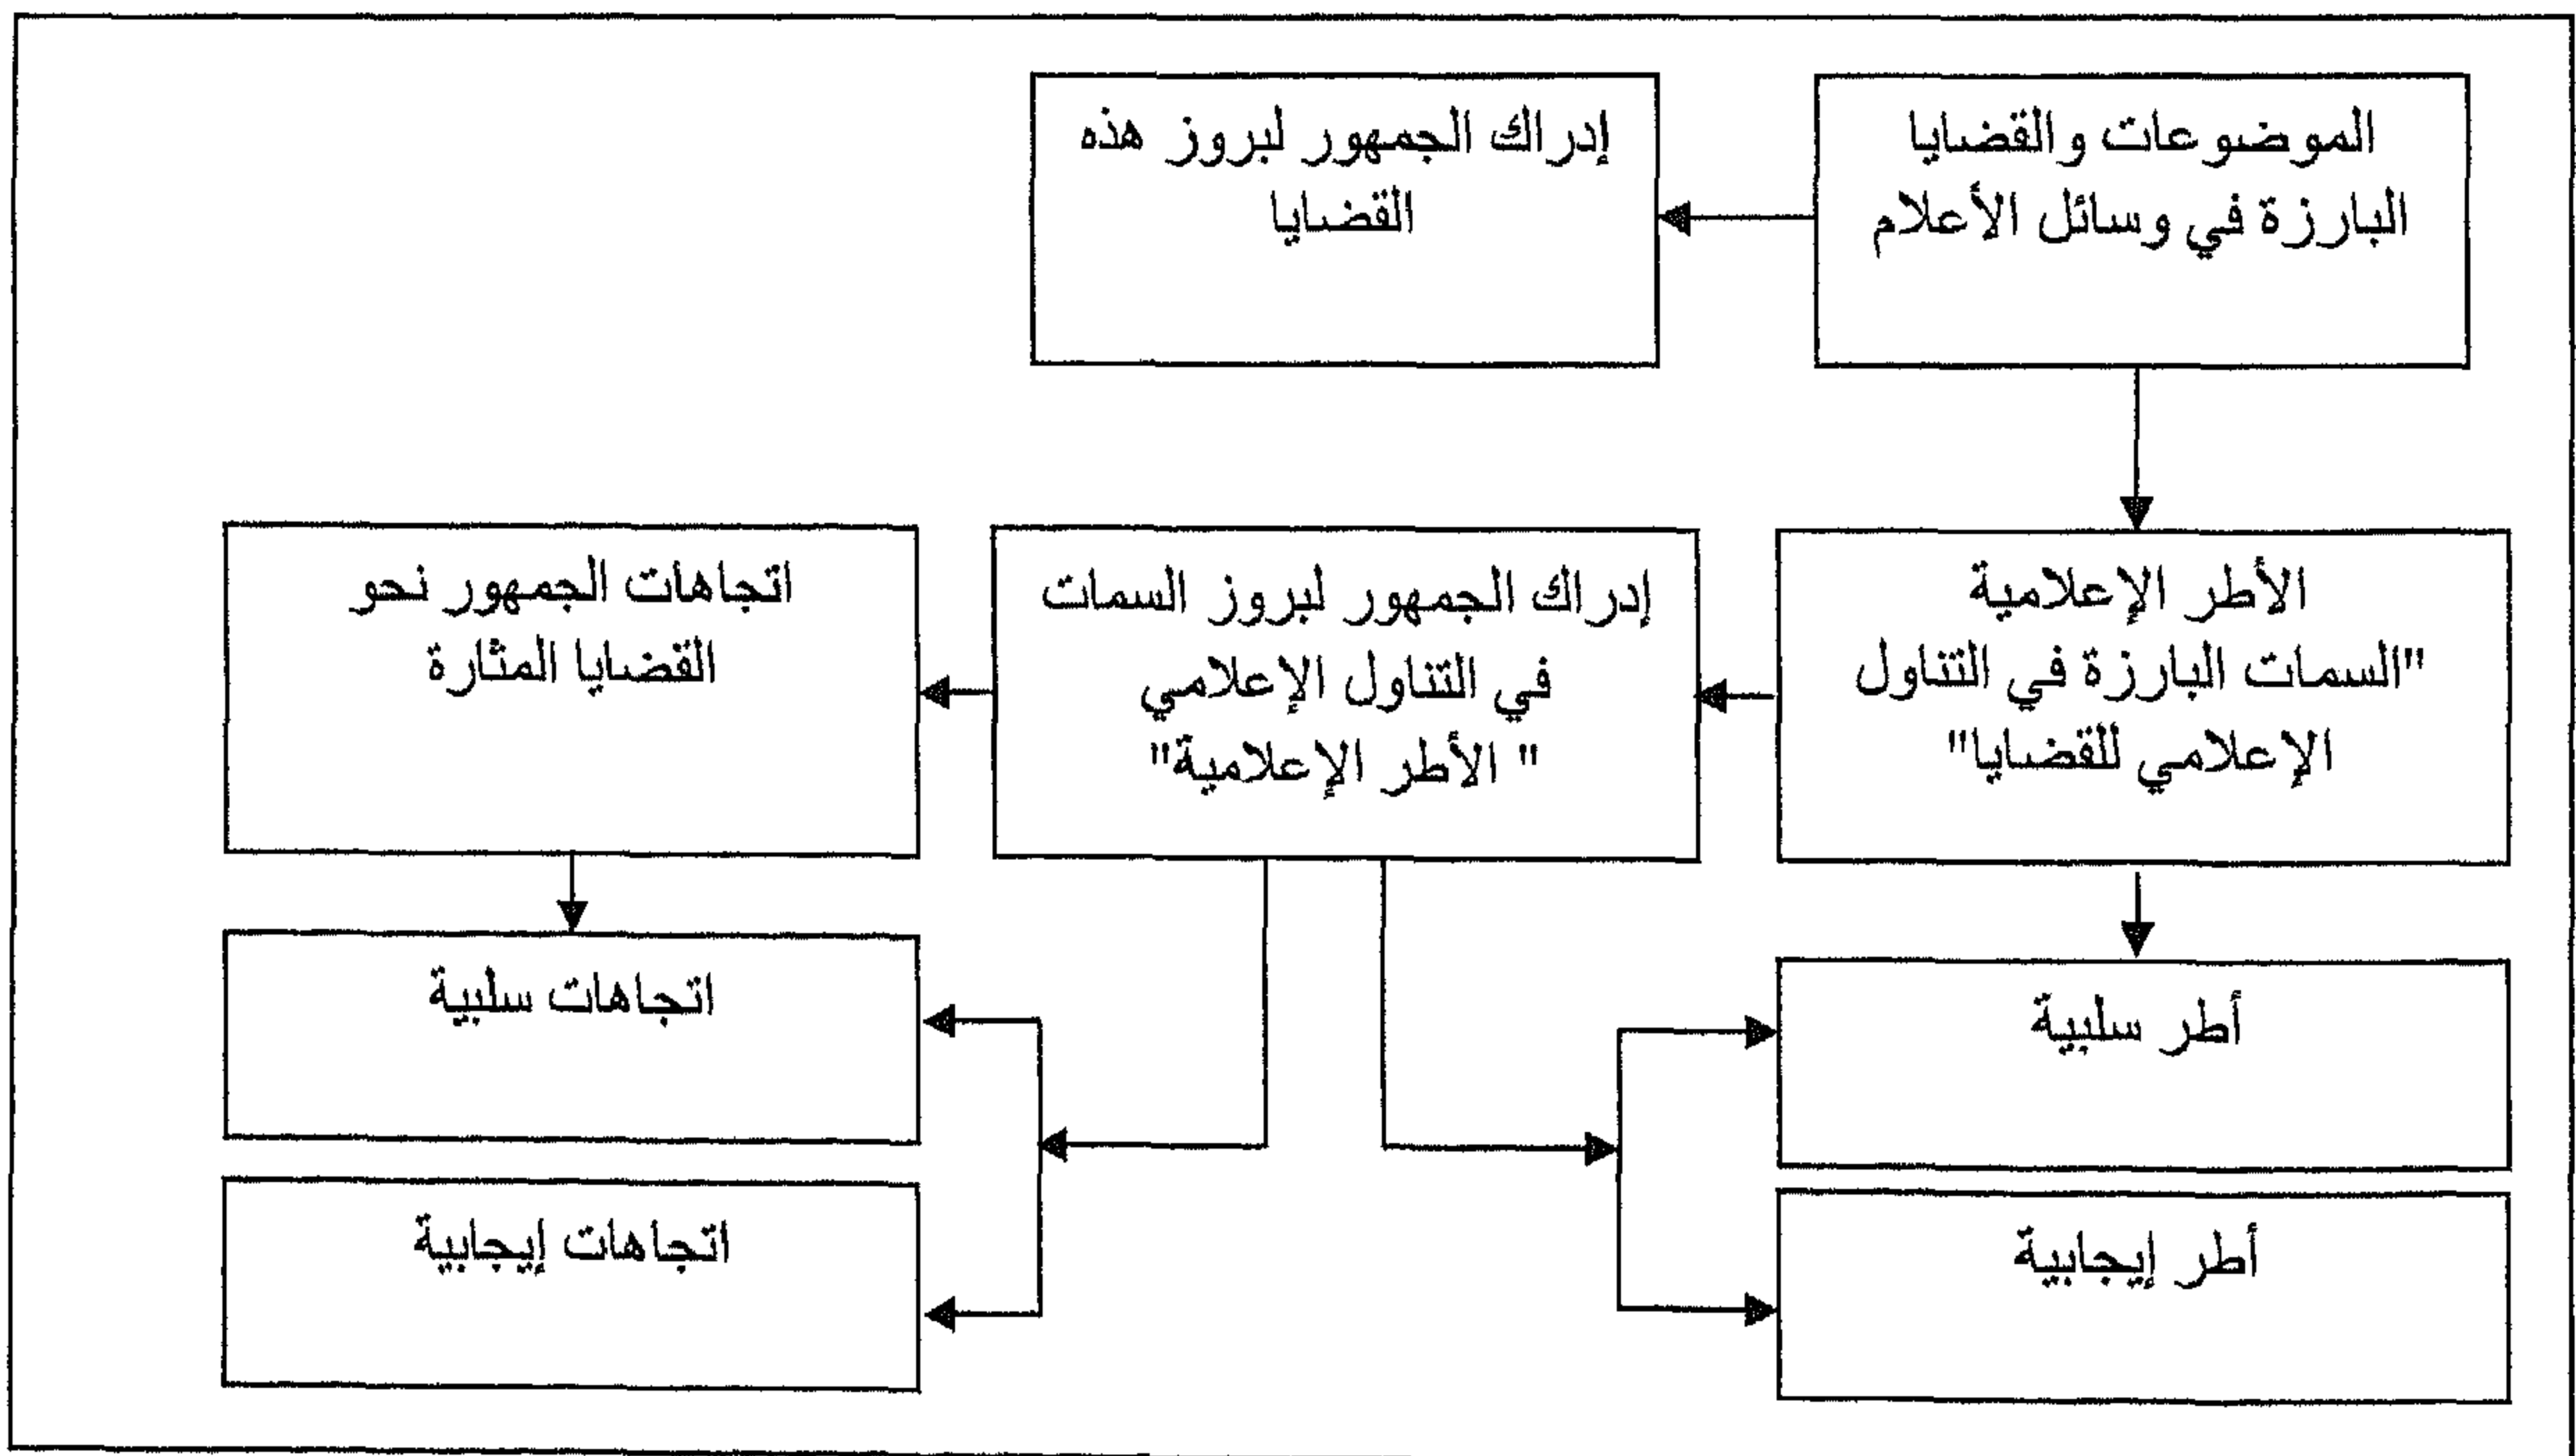 الموضوعات والقضايا
البارزة في وسائل الأعلام
إدراك الجمهور لبروز هذه
القضايا
الأطر الإعلامية
"السمات البارزة في التناول
الإعلامي للقضايا"
إدراك الجمهور لبروز السمات
في التناول الإعلامي
" الأطر الإعلامية"
اتجاهات الجمهور نحو
القضايا المثارة
أطر سلبية
اتجاهات سلبية
أطر إيجابية
اتجاهات إيجابية